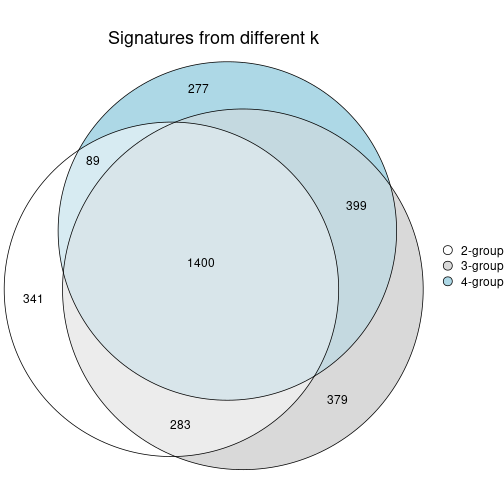 Signatures from different k
277
89
399
1400
341
379
283
2-group
3-group
4-group